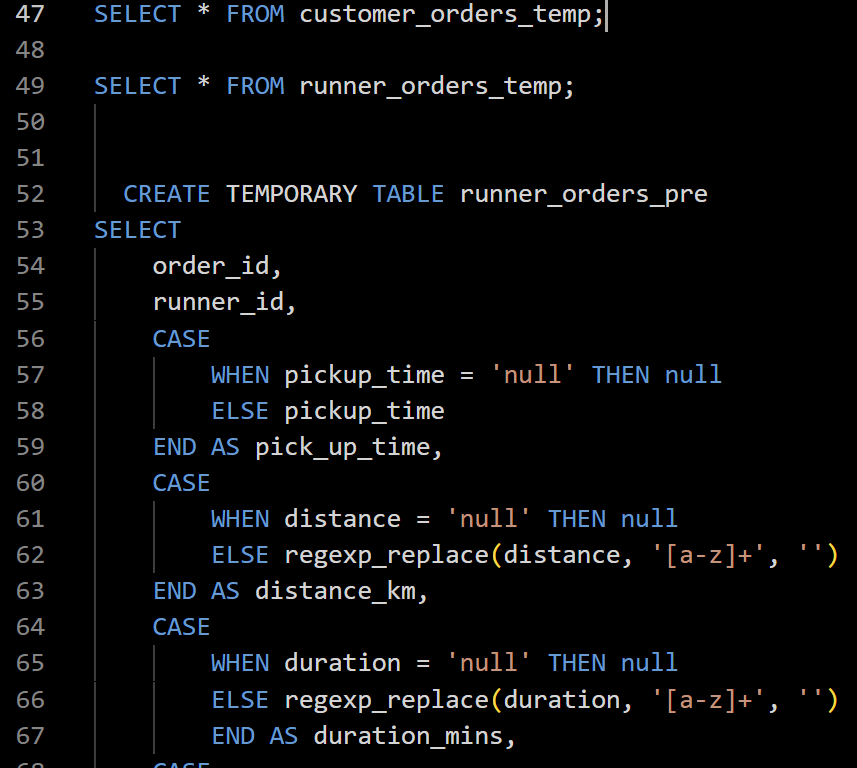 47 SELECT * FROM customer_orders_temp;
48
49 SELECT * FROM runner_orders_temp;
50
51
52 CREATE TEMPORARY TABLE runner_orders_pre
53 SELECT
54 order_id,
55 runner_id,
56 CASE
57 WHEN pickup_time = 'null' THEN null
58 ELSE pickup_time
59 END AS pick_up_time,
60 CASE
61 WHEN distance = 'null' THEN null
62 ELSE regexp_replace(distance, '[a-z]+', '')
63 END AS distance_km,
64 CASE
65 WHEN duration = 'null' THEN null
66 ELSE regexp_replace(duration, '[a-z]+', '')
67 END AS duration_mins,
68 CASE